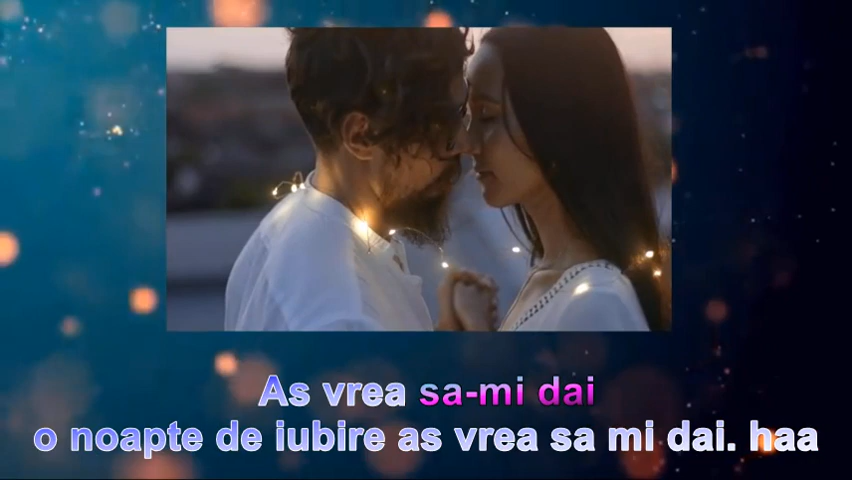 As vrea sa-mi dai
o noapte de iubire as vrea sa mi dai. haa